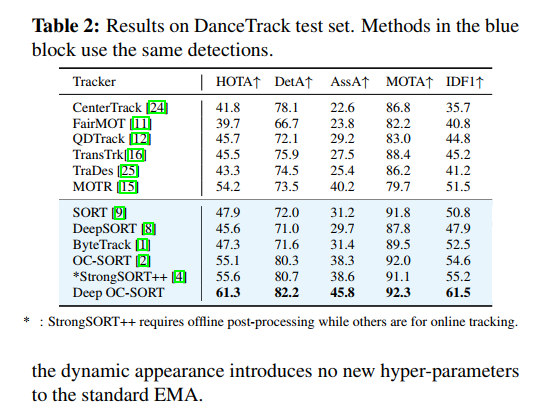 Table 2: Results on DanceTrack test set. Methods in the blue
block use the same detections.
Tracker HOTA↑ DetA↑ AssA↑ MOTA↑ IDF1↑
CenterTrack [24] 41.8 78.1 22.6 86.8 35.7
FairMOT [11] 39.7 66.7 23.8 82.2 40.8
QDTrack [12] 45.7 72.1 29.2 83.0 44.8
TransTrk[16] 45.5 75.9 27.5 88.4 45.2
TraDes [25] 43.3 74.5 25.4 86.2 41.2
MOTR [15] 54.2 73.5 40.2 79.7 51.5
SORT [9] 47.9 72.0 31.2 91.8 50.8
DeepSORT [8] 45.6 71.0 29.7 87.8 47.9
ByteTrack [1] 47.3 71.6 31.4 89.5 52.5
OC-SORT [2] 55.1 80.3 38.3 92.0 54.6
*StrongSORT++ [4] 55.6 80.7 38.6 91.1 55.2
Deep OC-SORT 61.3 82.2 45.8 92.3 61.5
* : StrongSORT++ requires offline post-processing while others are for online tracking.
the dynamic appearance introduces no new hyper-parameters
to the standard EMA.